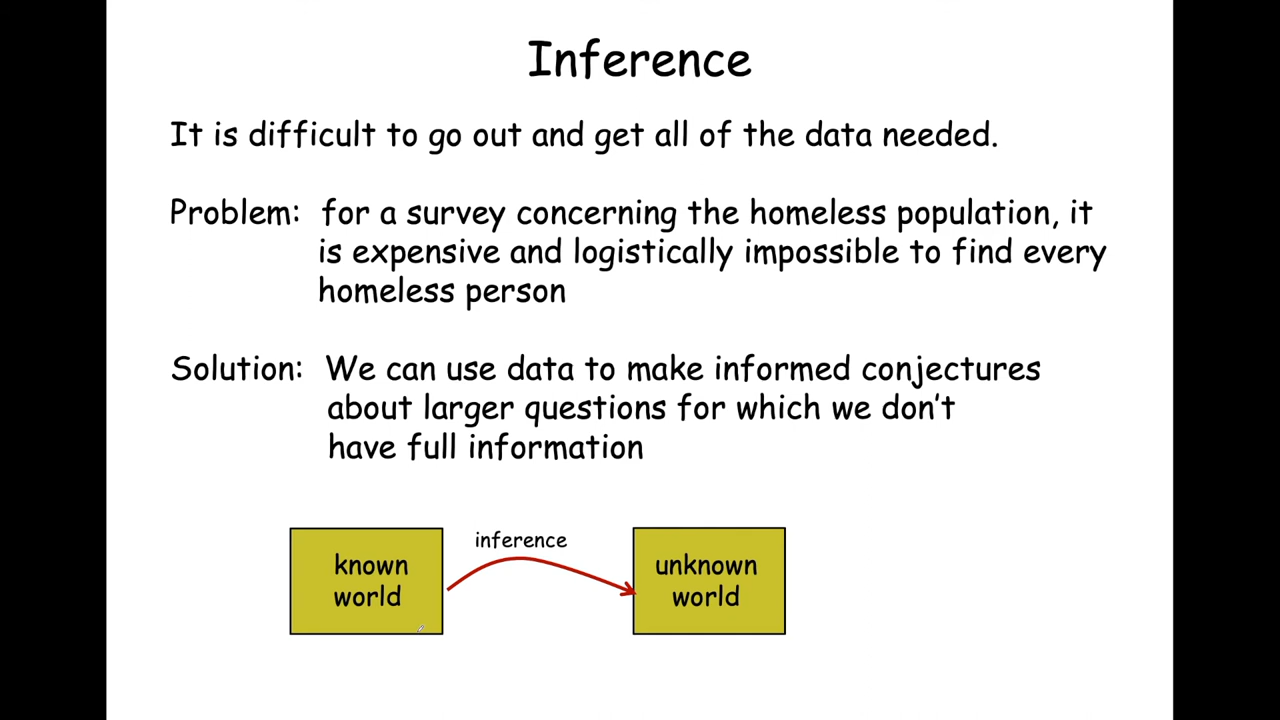 Inference
It is difficult to go out and get all of the data needed.
Problem: for a survey concerning the homeless population, it
is expensive and logistically impossible to find every
homeless person
Solution: We can use data to make informed conjectures
about larger questions for which we don't
have full information
inference
known
world
unknown
world